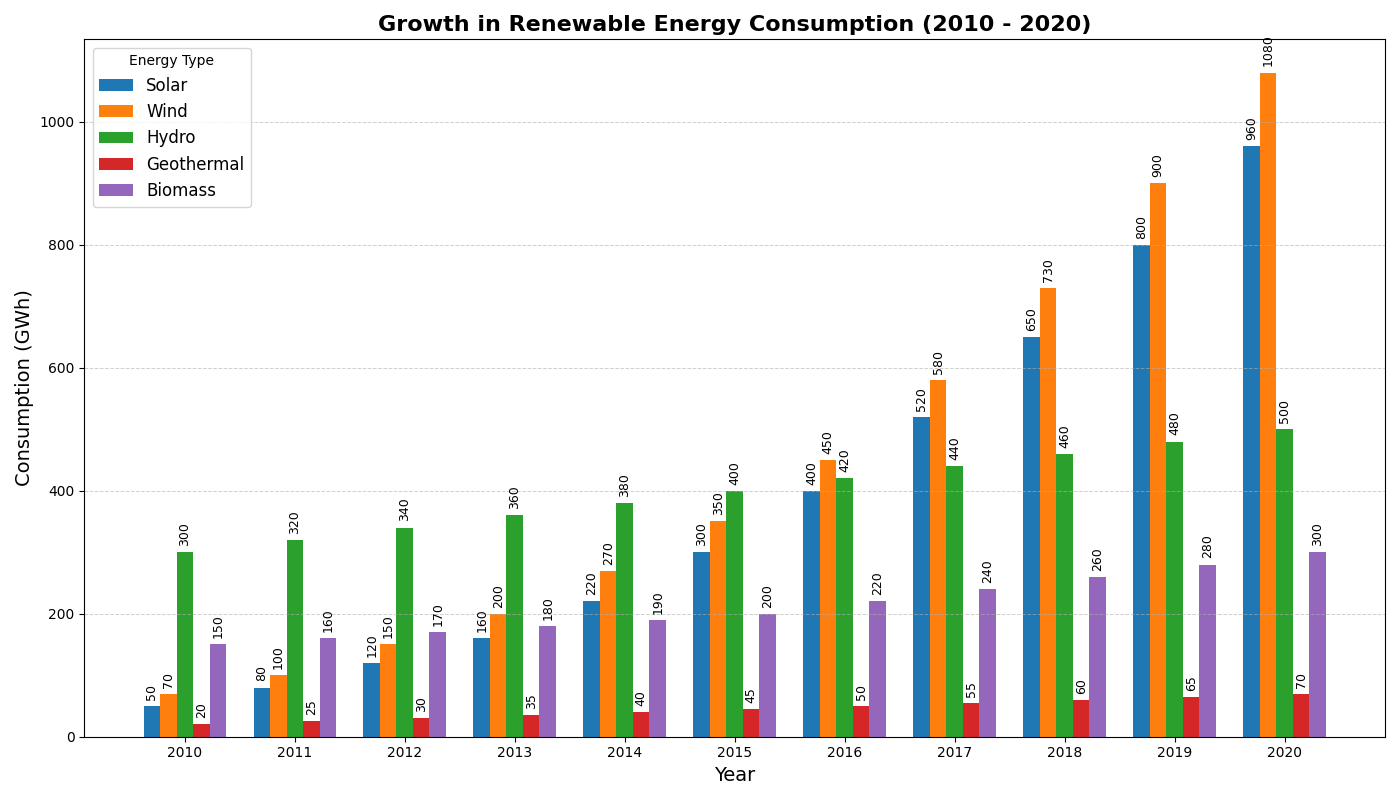 Growth in Renewable Energy Consumption (2010 - 2020)
Energy Type
Solar
Wind
Hydro
Geothermal
Biomass
Consumption (GWh)
1000
800
600
400
200
0
50 70 300 20 150
80 100 320 25 160
120 150 340 30 170
160 200 360 35 180
220 270 380 40 190
300 350 400 45 200
400 450 420 50 220
520 580 440 55 240
650 730 460 60 260
800 900 480 65 280
960 1080 500 70 300
2010 2011 2012 2013 2014 2015 2016 2017 2018 2019 2020
Year